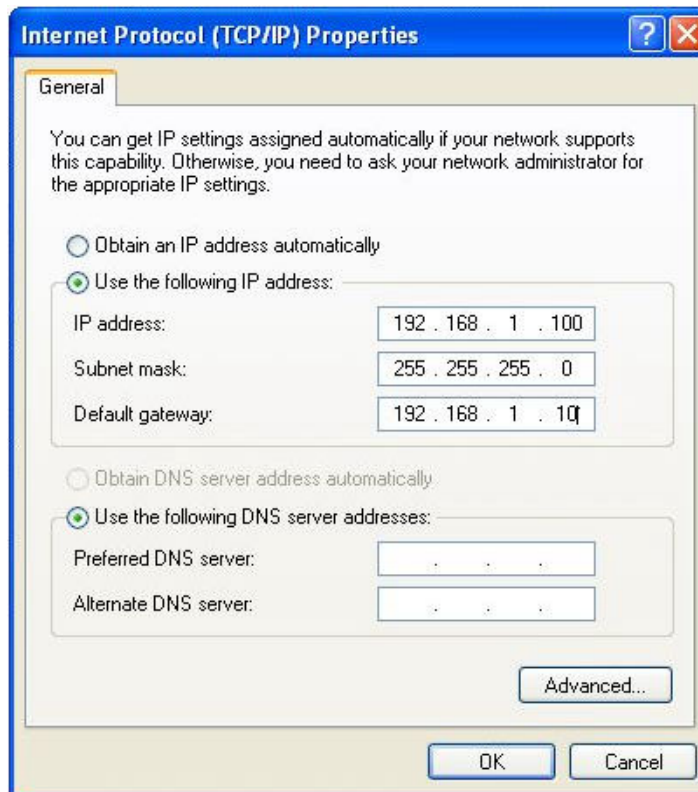 Internet Protocol (TCP/IP) Properties
General
You can get IP settings assigned automatically if your network supports
this capability. Otherwise, you need to ask your network administrator for
the appropriate IP settings.
Obtain an IP address automatically
Use the following IP address:
IP address: 192 . 168 . 1 . 100
Subnet mask: 255 . 255 . 255 . 0
Default gateway: 192 . 168 . 1 . 10
Obtain DNS server address automatically
Use the following DNS server addresses:
Preferred DNS server: . . .
Alternate DNS server: . . .
Advanced...
OK Cancel